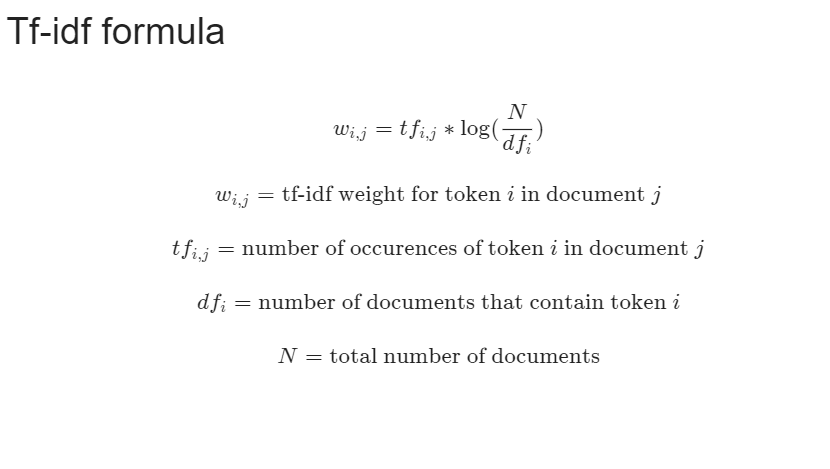 Tf-idf formula
w_{i,j} = tf_{i,j} * log(\frac{N}{df_i})
w_{i,j} = tf-idf weight for token i in document j
tf_{i,j} = number of occurences of token i in document j
df_i = number of documents that contain token i
N = total number of documents